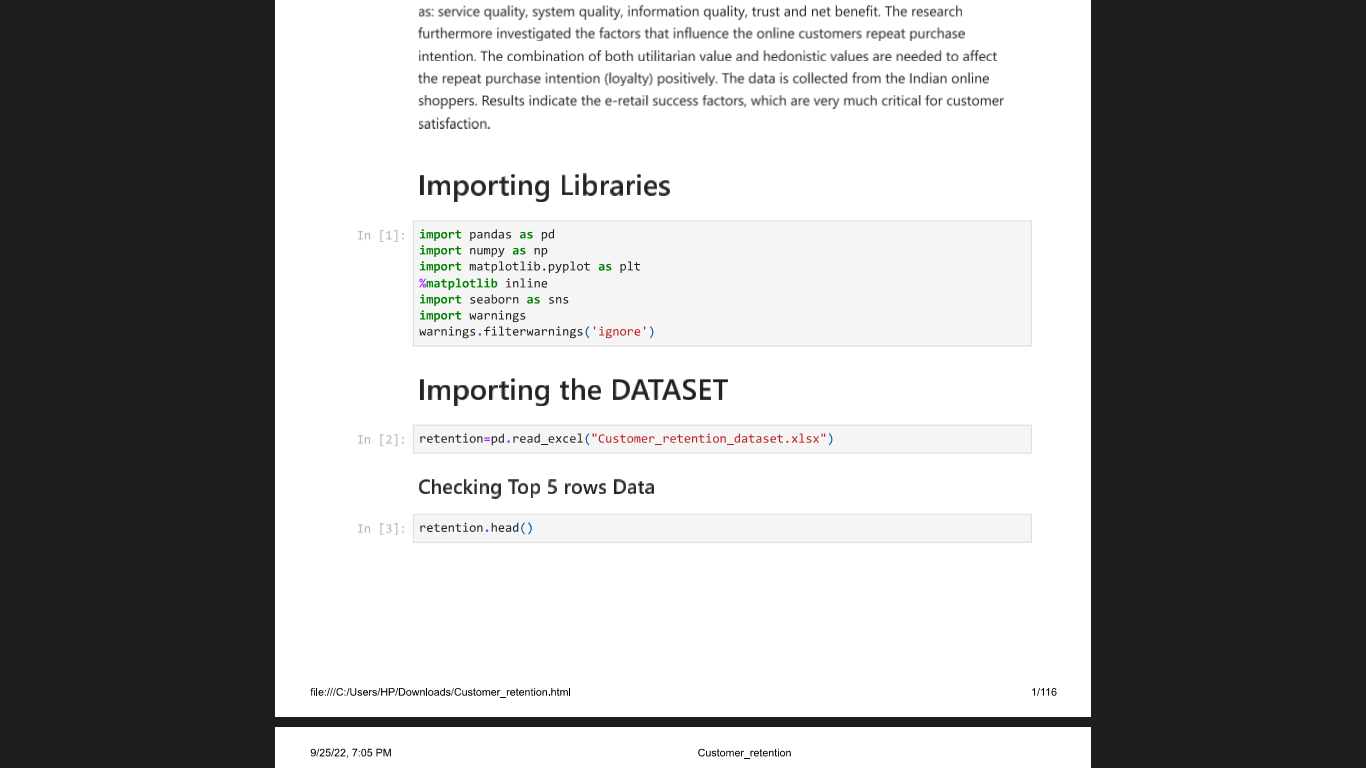 as: service quality, system quality, information quality, trust and net benefit. The research
furthermore investigated the factors that influence the online customers repeat purchase
intention. The combination of both utilitarian value and hedonistic values are needed to affect
the repeat purchase intention (loyalty) positively. The data is collected from the Indian online
shoppers. Results indicate the e-retail success factors, which are very much critical for customer
satisfaction.
Importing Libraries
In [1]:
import pandas as pd
import numpy as np
import matplotlib.pyplot as plt
%matplotlib inline
import seaborn as sns
import warnings
warnings.filterwarnings('ignore')
Importing the DATASET
In [2]:
retention=pd.read_excel("Customer_retention_dataset.xlsx")
Checking Top 5 rows Data
In [3]:
retention.head()
file:///C:/Users/HP/Downloads/Customer_retention.html
1/116
9/25/22, 7:05 PM
Customer_retention